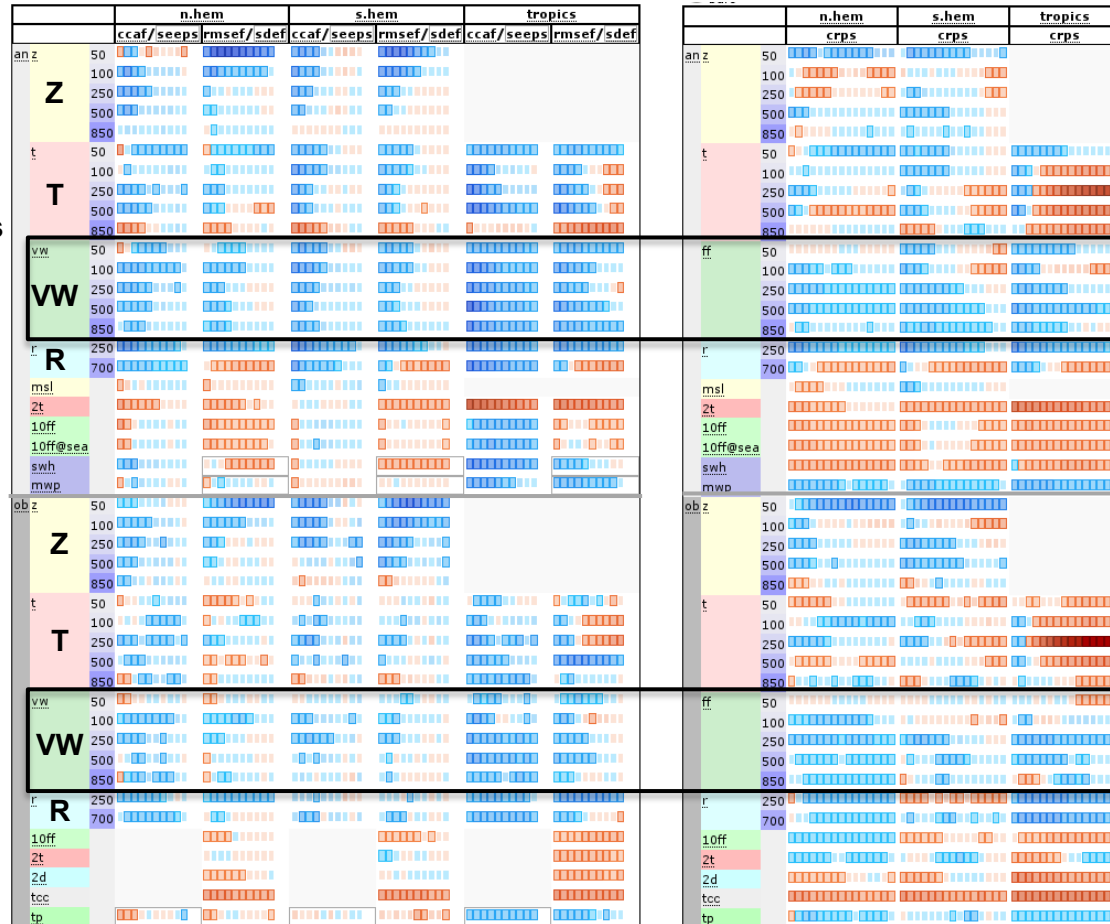 n.hem s.hem tropics
ccaf/seeps rmsef/sdef ccaf/seeps rmsef/sdef ccaf/seeps rmsef/sdef
an z 50
100
Z 250
500
850
t 50
100
T 250
500
850
vw 50
100
VW 250
500
850
r 250
R 700
msl
2t
10ff
10ff@sea
swh
mwp
ob z 50
100
Z 250
500
850
t 50
100
T 250
500
850
vw 50
100
VW 250
500
850
r 250
R 700
10ff
2t
2d
tcc
tp
n.hem s.hem tropics
crps crps crps
an z 50
100
250
500
850
t 50
100
250
500
850
ff 50
100
250
500
850
r 250
700
msl
2t
10ff
10ff@sea
swh
mwp
ob z 50
100
250
500
850
t 50
100
250
500
850
ff 50
100
250
500
850
r 250
700
10ff
2t
2d
tcc
tp